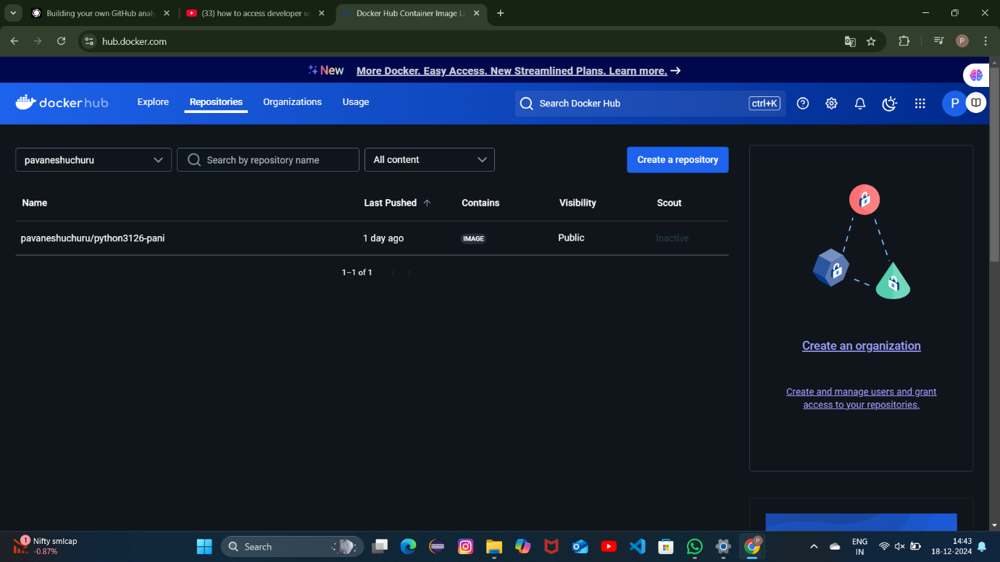 Building your own GitHub analy
(33) how to access developer se
Docker Hub Container Image Li
hub.docker.com
P
New More Docker. Easy Access. New Streamlined Plans. Learn more. →
dockerhub
Explore
Repositories
Organizations
Usage
Search Docker Hub
ctrl+K
P
pavaneshuchuru
Search by repository name
All content
Create a repository
Name
Last Pushed
Contains
Visibility
Scout
pavaneshuchuru/python3126-pani
1 day ago
IMAGE
Public
Inactive
1–1 of 1
Create an organization
Create and manage users and grant
access to your repositories.
1
Nifty smlcap
-0.87%
Search
P
ENG
IN
14:43
18-12-2024